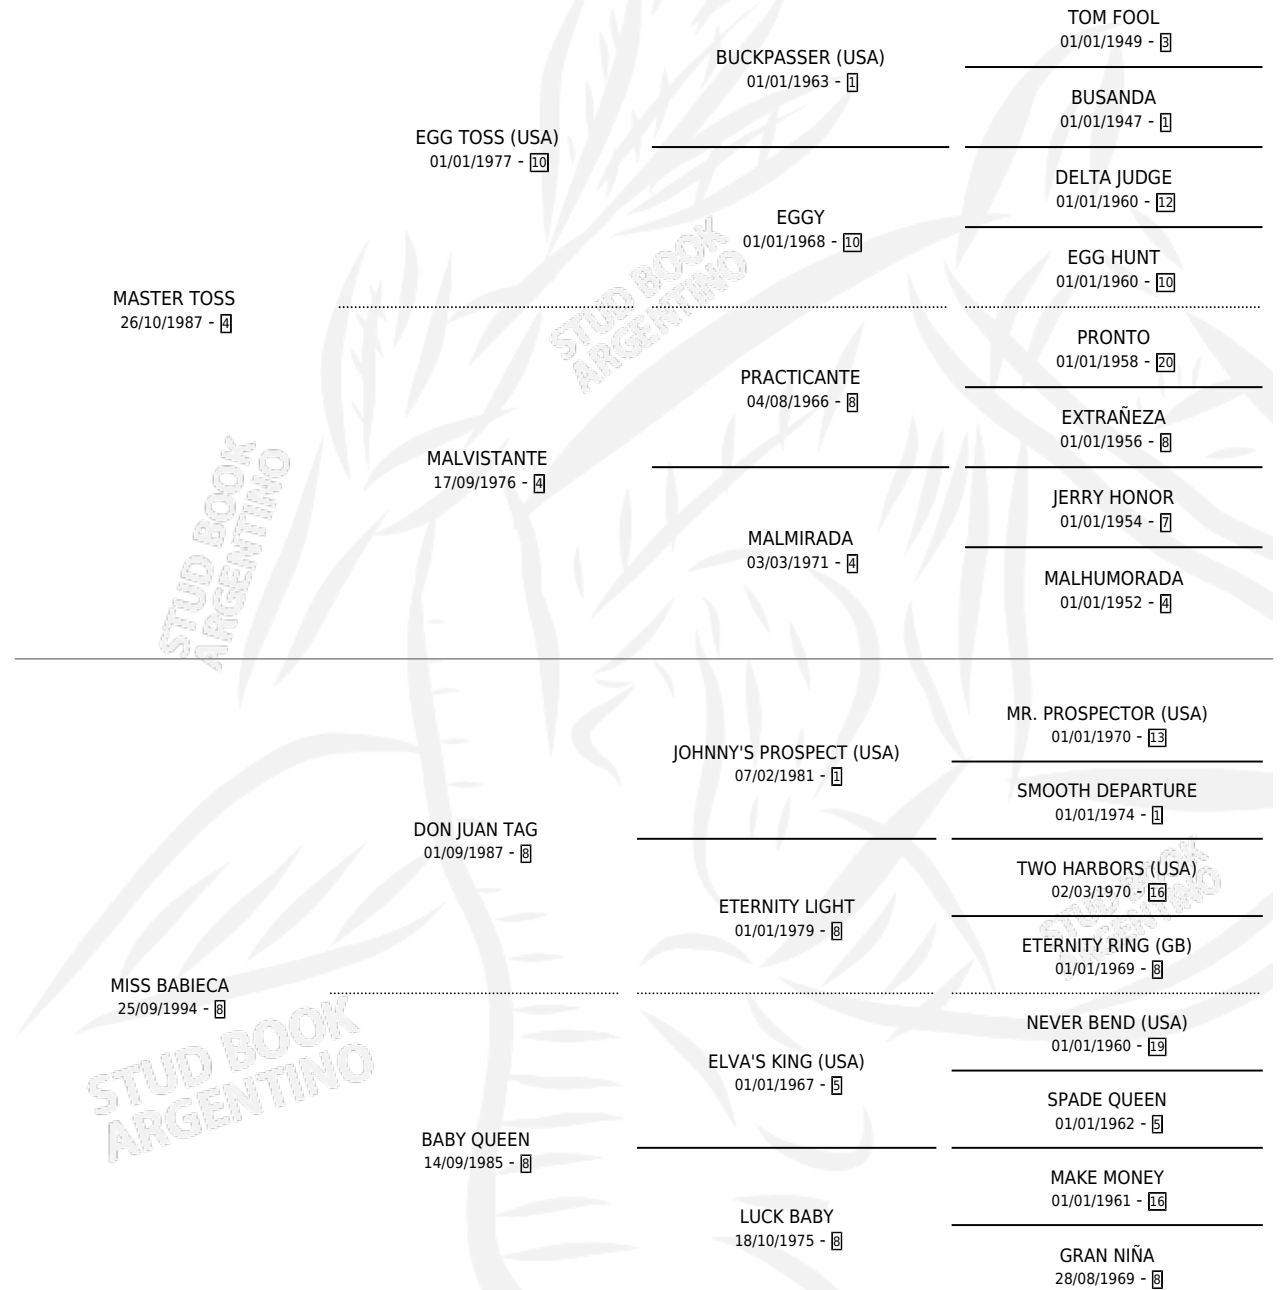 TOM FOOL
01/01/1949 - 3
BUCKPASSER (USA)
01/01/1963 - 1
BUSANDA
01/01/1947 - 1
EGG TOSS (USA)
01/01/1977 - 10
DELTA JUDGE
01/01/1960 - 12
EGGY
01/01/1968 - 10
EGG HUNT
01/01/1960 - 10
MASTER TOSS
26/10/1987 - 4
PRONTO
01/01/1958 - 20
PRACTICANTE
04/08/1966 - 8
EXTRAÑEZA
01/01/1956 - 8
MALVISTANTE
17/09/1976 - 4
JERRY HONOR
01/01/1954 - 7
MALMIRADA
03/03/1971 - 4
MALHUMORADA
01/01/1952 - 4
STUD BOOK
ARGENTINO
STUD BOOK
ARGENTINO
MR. PROSPECTOR (USA)
01/01/1970 - 13
JOHNNY'S PROSPECT (USA)
07/02/1981 - 1
SMOOTH DEPARTURE
01/01/1974 - 1
DON JUAN TAG
01/09/1987 - 8
TWO HARBORS (USA)
02/03/1970 - 16
ETERNITY LIGHT
01/01/1979 - 8
ETERNITY RING (GB)
01/01/1969 - 8
STUD BOOK
ARGENTINO
MISS BABIECA
25/09/1994 - 8
NEVER BEND (USA)
01/01/1960 - 19
ELVA'S KING (USA)
01/01/1967 - 5
SPADE QUEEN
01/01/1962 - 5
STUD BOOK
ARGENTINO
BABY QUEEN
14/09/1985 - 8
MAKE MONEY
01/01/1961 - 16
LUCK BABY
18/10/1975 - 8
GRAN NIÑA
28/08/1969 - 8